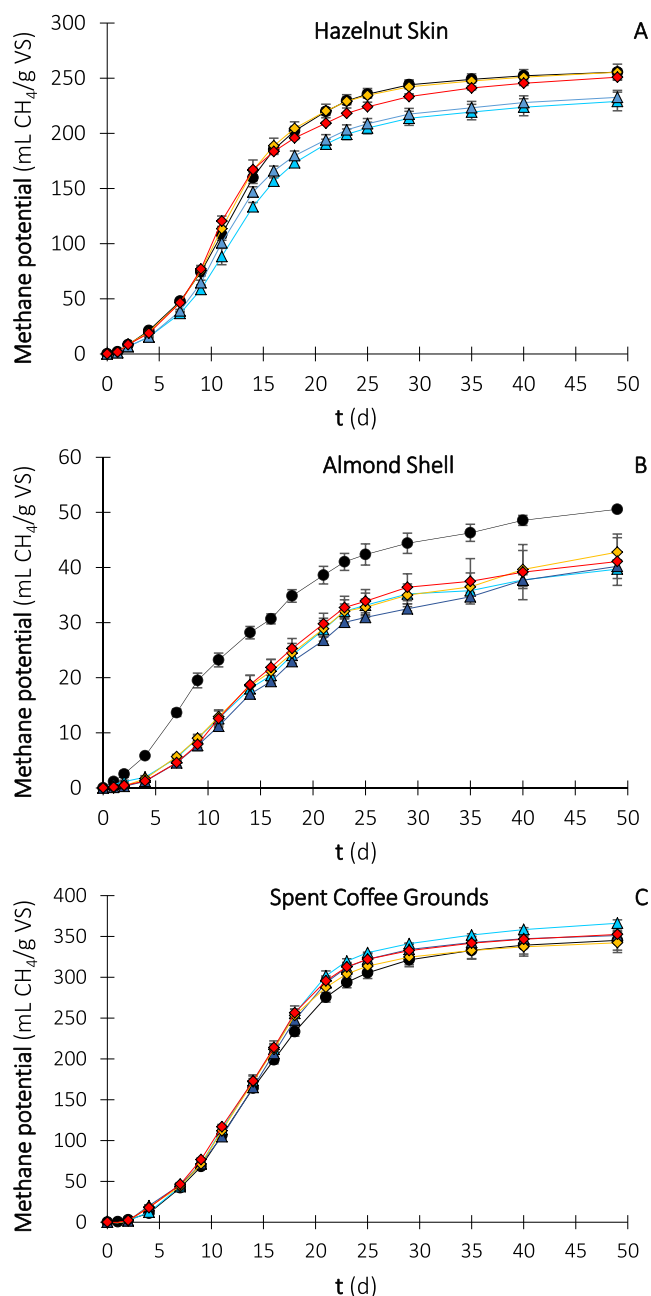 Hazelnut Skin A
Methane potential (mL CH₄/g VS)
300
250
200
150
100
50
0
0 5 10 15 20 25 30 35 40 45 50
t (d)
Almond Shell B
Methane potential (mL CH₄/g VS)
60
50
40
30
20
10
0
0 5 10 15 20 25 30 35 40 45 50
t (d)
Spent Coffee Grounds C
Methane potential (mL CH₄/g VS)
400
350
300
250
200
150
100
50
0
0 5 10 15 20 25 30 35 40 45 50
t (d)